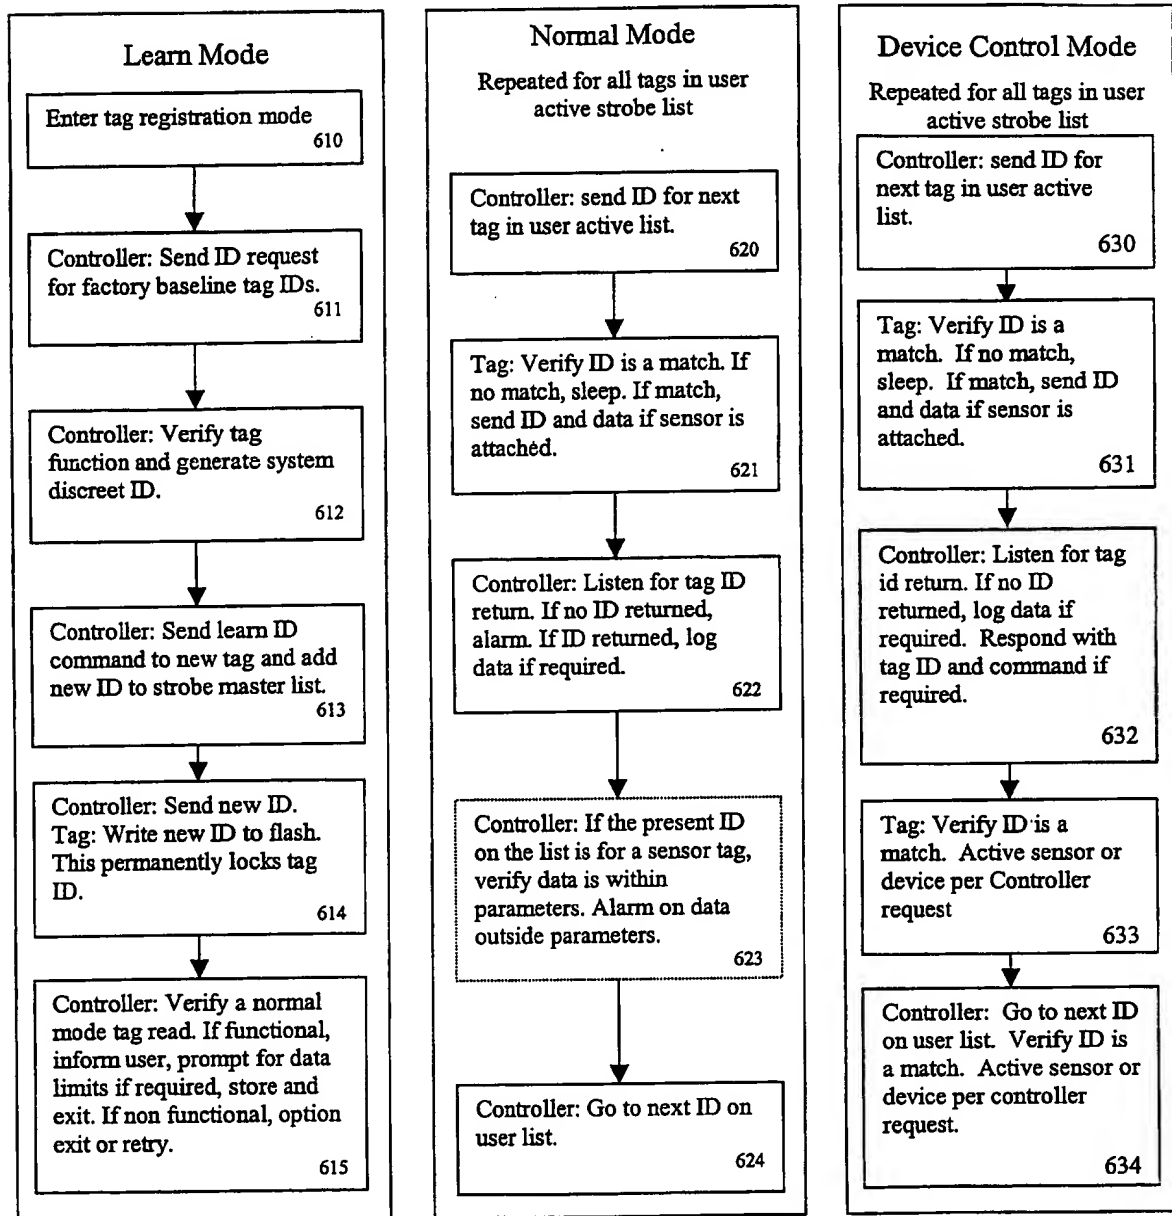 Learn Mode
Enter tag registration mode
610
Controller: Send ID request
for factory baseline tag IDs.
611
Controller: Verify tag
function and generate system
discreet ID.
612
Controller: Send learn ID
command to new tag and add
new ID to strobe master list.
613
Controller: Send new ID.
Tag: Write new ID to flash.
This permanently locks tag
ID.
614
Controller: Verify a normal
mode tag read. If functional,
inform user, prompt for data
limits if required, store and
exit. If non functional, option
exit or retry.
615
Normal Mode
Repeated for all tags in user
active strobe list
Controller: send ID for next
tag in user active list.
620
Tag: Verify ID is a match. If
no match, sleep. If match,
send ID and data if sensor is
attached.
621
Controller: Listen for tag ID
return. If no ID returned,
alarm. If ID returned, log
data if required.
622
Controller: If the present ID
on the list is for a sensor tag,
verify data is within
parameters. Alarm on data
outside parameters.
623
Controller: Go to next ID on
user list.
624
Device Control Mode
Repeated for all tags in user
active strobe list
Controller: send ID for
next tag in user active
list.
630
Tag: Verify ID is a
match. If no match,
sleep. If match, send ID
and data if sensor is
attached.
631
Controller: Listen for tag
id return. If no ID
returned, log data if
required. Respond with
tag ID and command if
required.
632
Tag: Verify ID is a
match. Active sensor or
device per Controller
request
633
Controller: Go to next ID
on user list. Verify ID is
a match. Active sensor or
device per controller
request.
634